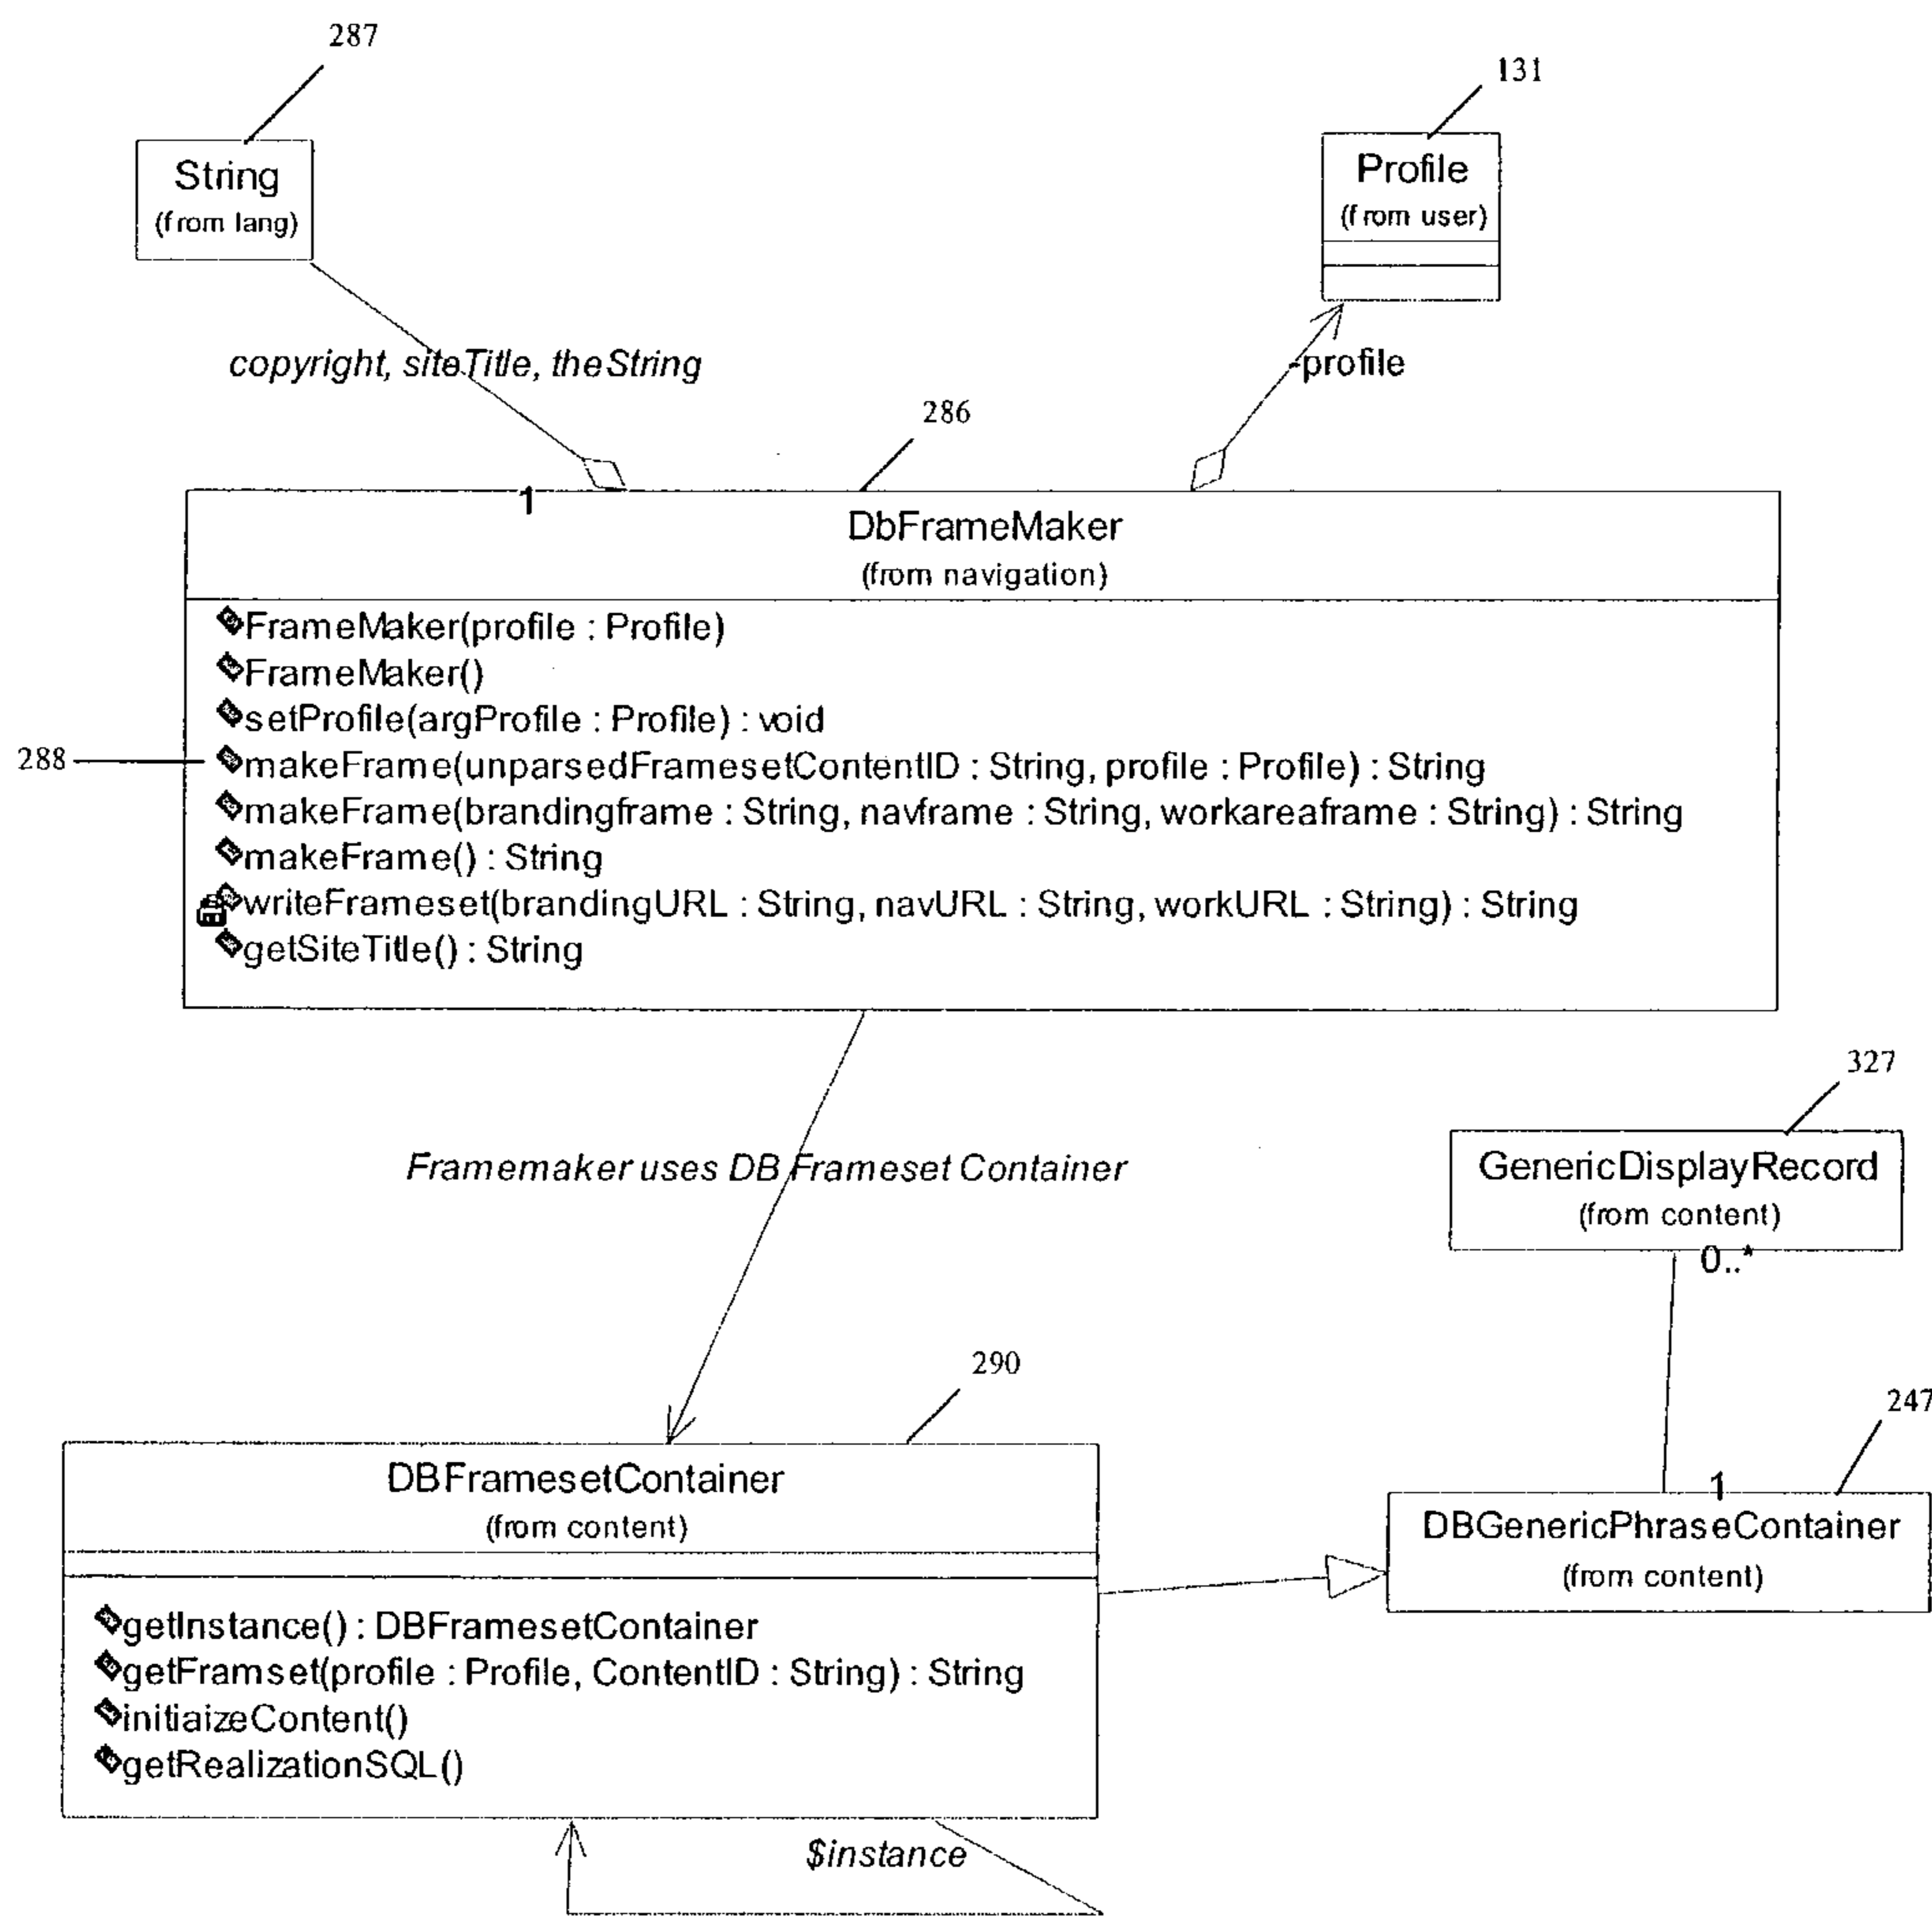 287
131
String
(from lang)
Profile
(from user)
copyright, siteTitle, theString
-profile
286
1
DbFrameMaker
(from navigation)
FrameMaker(profile : Profile)
FrameMaker()
setProfile(argProfile : Profile) : void
288
makeFrame(unparsedFramesetContentID : String, profile : Profile) : String
makeFrame(brandingframe : String, navframe : String, workareaframe : String) : String
makeFrame() : String
writeFrameset(brandingURL : String, navURL : String, workURL : String) : String
getSiteTitle() : String
327
Framemaker uses DB Frameset Container
GenericDisplayRecord
(from content)
0..*
290
247
DBFramesetContainer
(from content)
1
DBGenericPhraseContainer
(from content)
getInstance() : DBFramesetContainer
getFramset(profile : Profile, ContentID : String) : String
initiaizeContent()
getRealizationSQL()
$instance